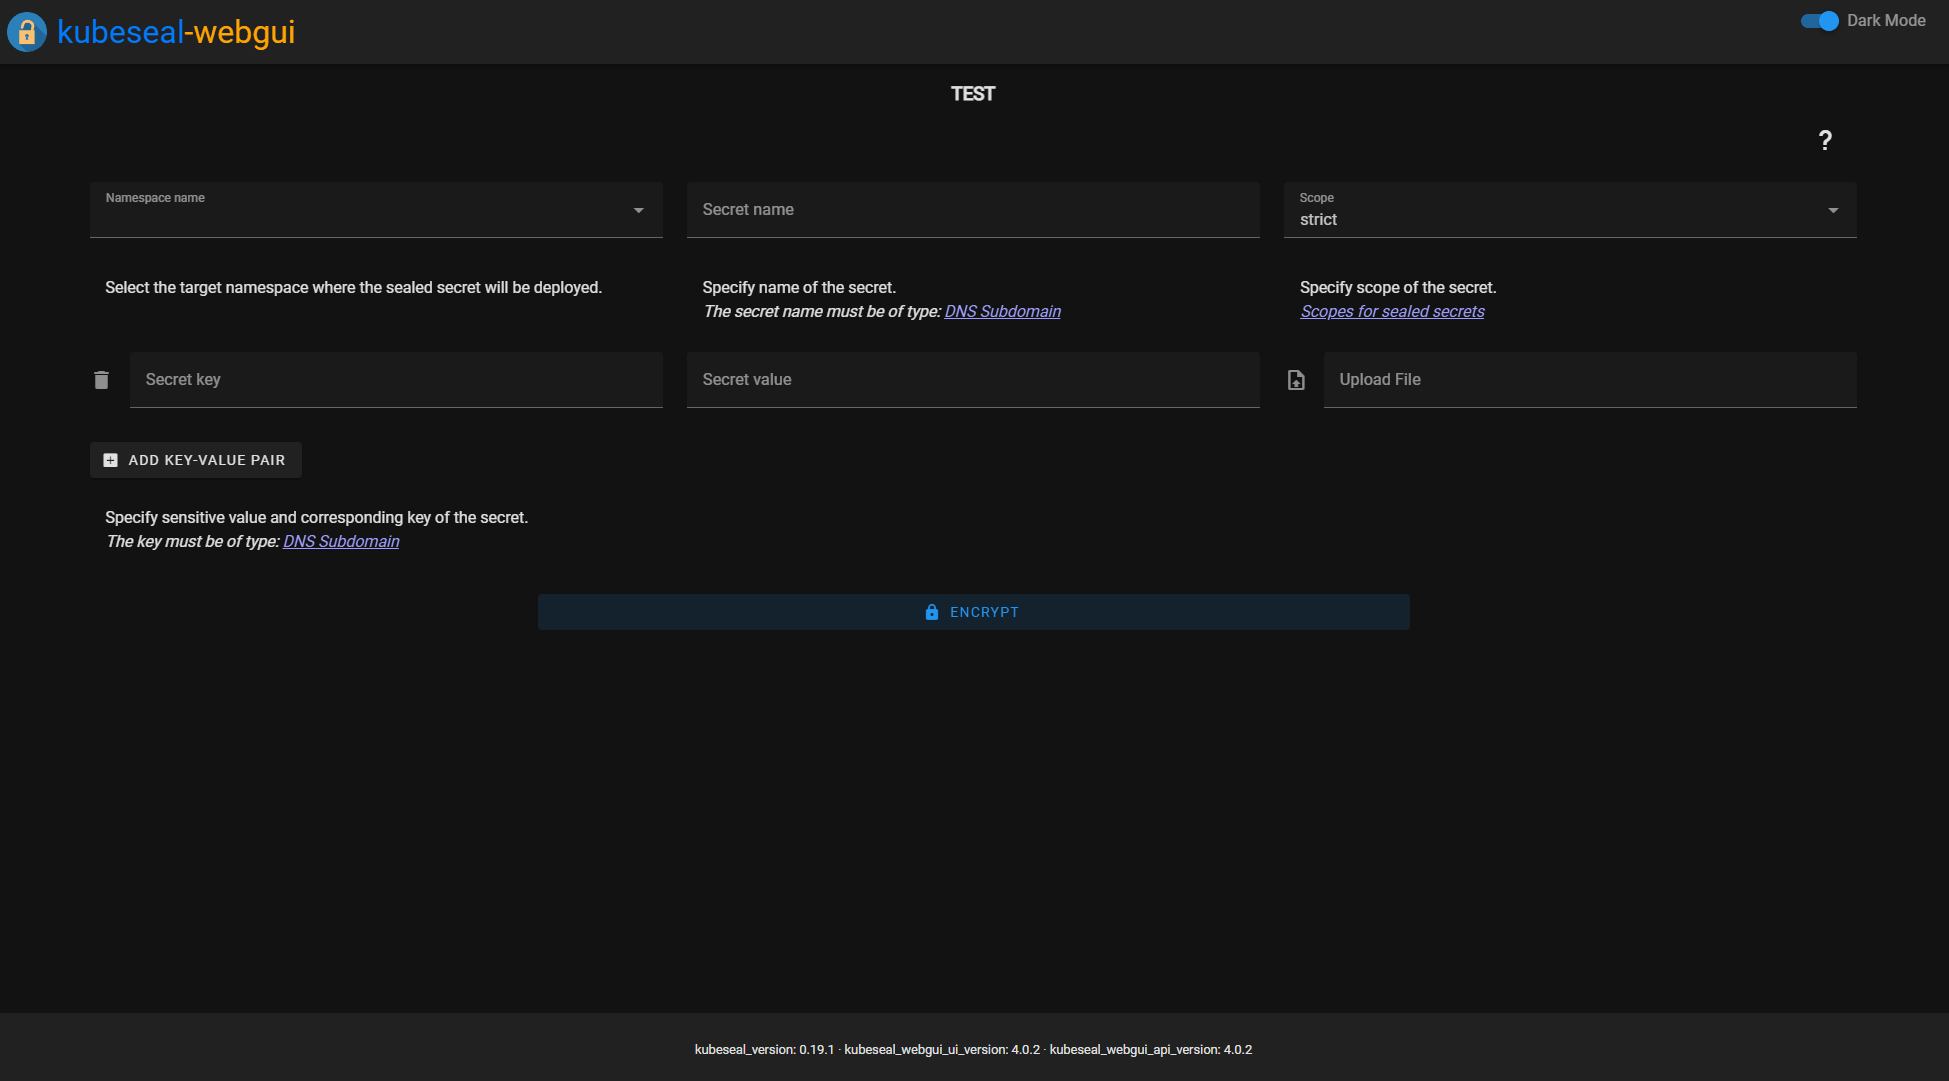 kubeseal-webgui
Dark Mode
TEST
?
Namespace name
Secret name
Scope
strict
Select the target namespace where the sealed secret will be deployed.
Specify name of the secret.
The secret name must be of type: DNS Subdomain
Specify scope of the secret.
Scopes for sealed secrets
Secret key
Secret value
Upload File
ADD KEY-VALUE PAIR
Specify sensitive value and corresponding key of the secret.
The key must be of type: DNS Subdomain
ENCRYPT
kubeseal_version: 0.19.1 · kubeseal_webgui_ui_version: 4.0.2 · kubeseal_webgui_api_version: 4.0.2